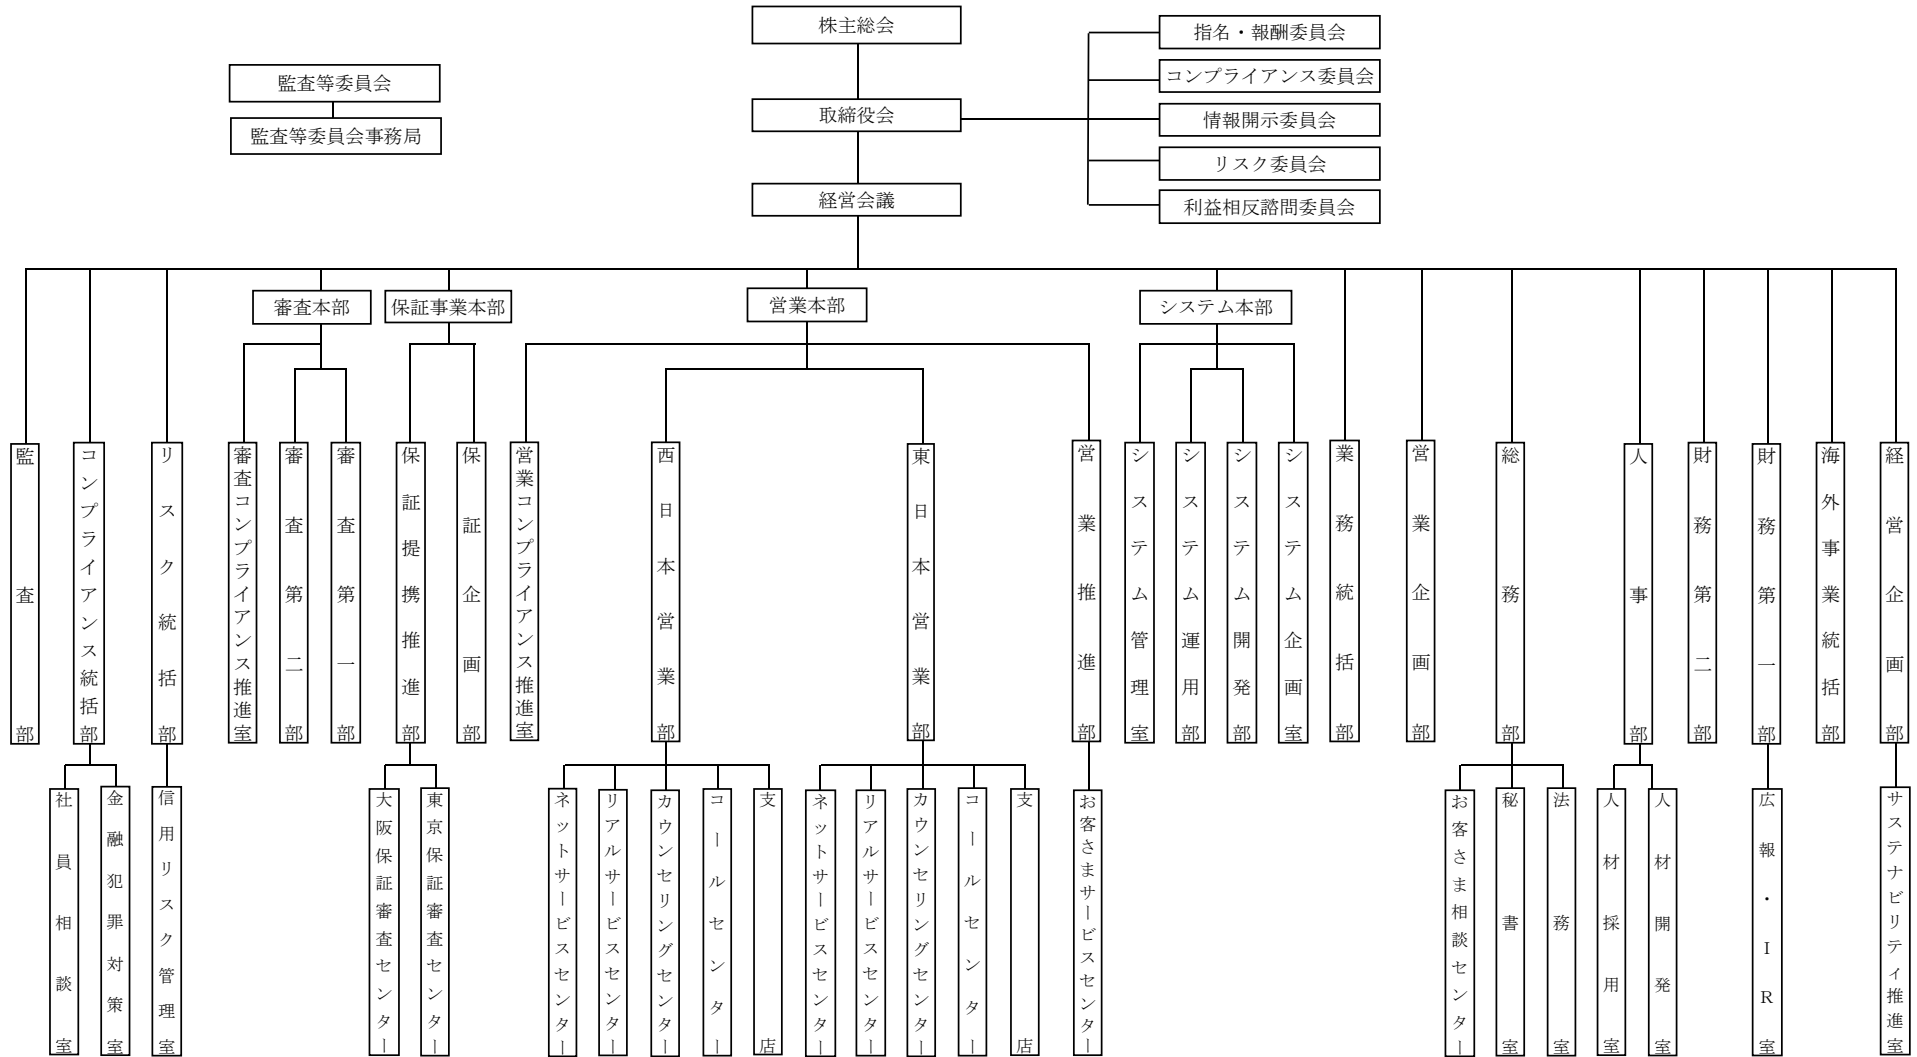 株主総会
指名・報酬委員会
コンプライアンス委員会
監査等委員会
監査等委員会事務局
取締役会
情報開示委員会
リスク委員会
経営会議
利益相反諮問委員会
審査本部
保証事業本部
営業本部
システム本部
監査部
コンプライアンス統括部
リスク統括部
審査コンプライアンス推進室
審査第二部
審査第一部
保証提携推進部
保証企画部
営業コンプライアンス推進室
西日本営業部
東日本営業部
営業推進部
システム管理室
システム運用部
システム開発部
システム企画室
業務統括部
営業企画部
総務部
人事部
財務第二部
財務第一部
海外事業統括部
経営企画部
社員相談室
金融犯罪対策室
信用リスク管理室
大阪保証審査センター
東京保証審査センター
ネットサービスセンター
リアルサービスセンター
カウンセリングセンター
コールセンター
支店
ネットサービスセンター
リアルサービスセンター
カウンセリングセンター
コールセンター
支店
お客さまサービスセンター
お客さま相談センター
秘書室
法務室
人材採用室
人材開発室
広報・IR室
サステナビリティ推進室